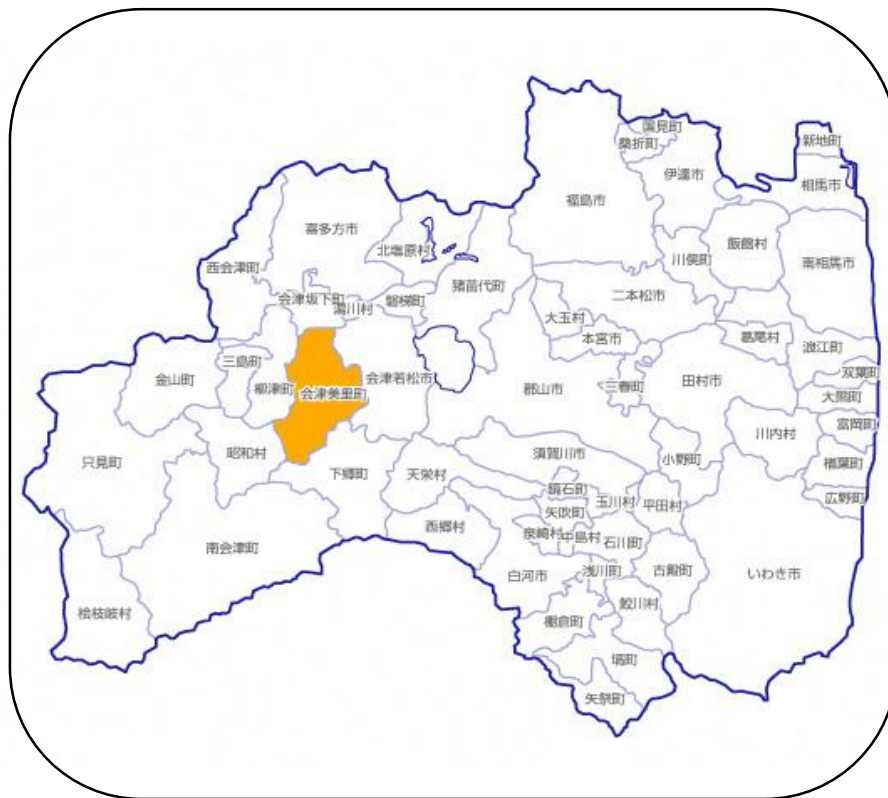 国見町
桑折町
新地町
伊達市
相馬市
福島市
喜多方市
飯舘村
北塩原村
川俣町
南相馬市
西会津町
猪苗代町
二本松市
会津坂下町
磐梯町
湯川村
大玉村
葛尾村
本宮市
浪江町
三島町
双葉町
金山町
会津若松市
田村市
柳津町
郡山市
三春町
会津美里町
大熊町
富岡町
川内村
昭和村
須賀川市
小野町
只見町
楢葉町
下郷町
天栄村
鏡石町
広野町
玉川村
平田村
矢吹町
西郷村
泉崎村
中島村
石川町
南会津町
白河市
浅川町
古殿町
いわき市
鮫川村
桧枝岐村
棚倉町
塙町
矢祭町